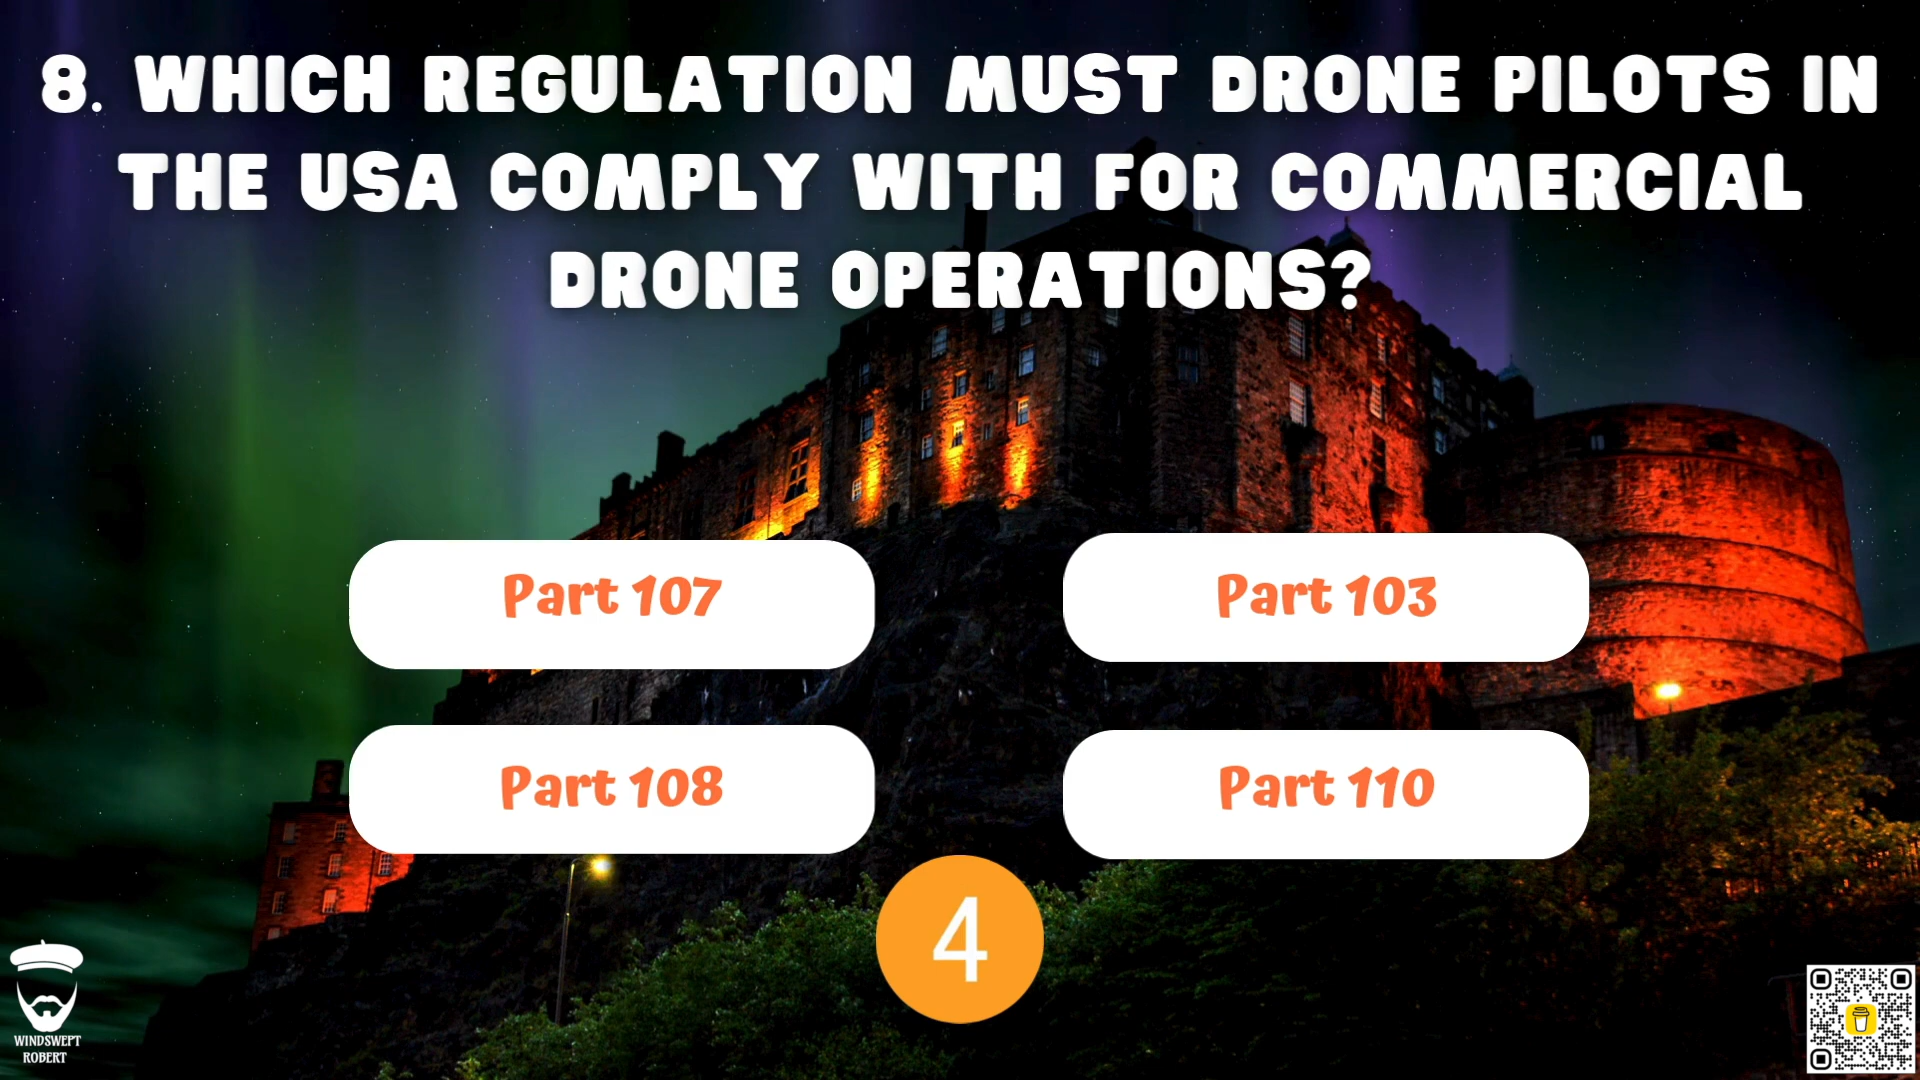 8. WHICH REGULATION MUST DRONE PILOTS IN
THE USA COMPLY WITH FOR COMMERCIAL
DRONE OPERATIONS?
Part 107
Part 103
Part 108
Part 110
4
WINDSWEPT
ROBERT